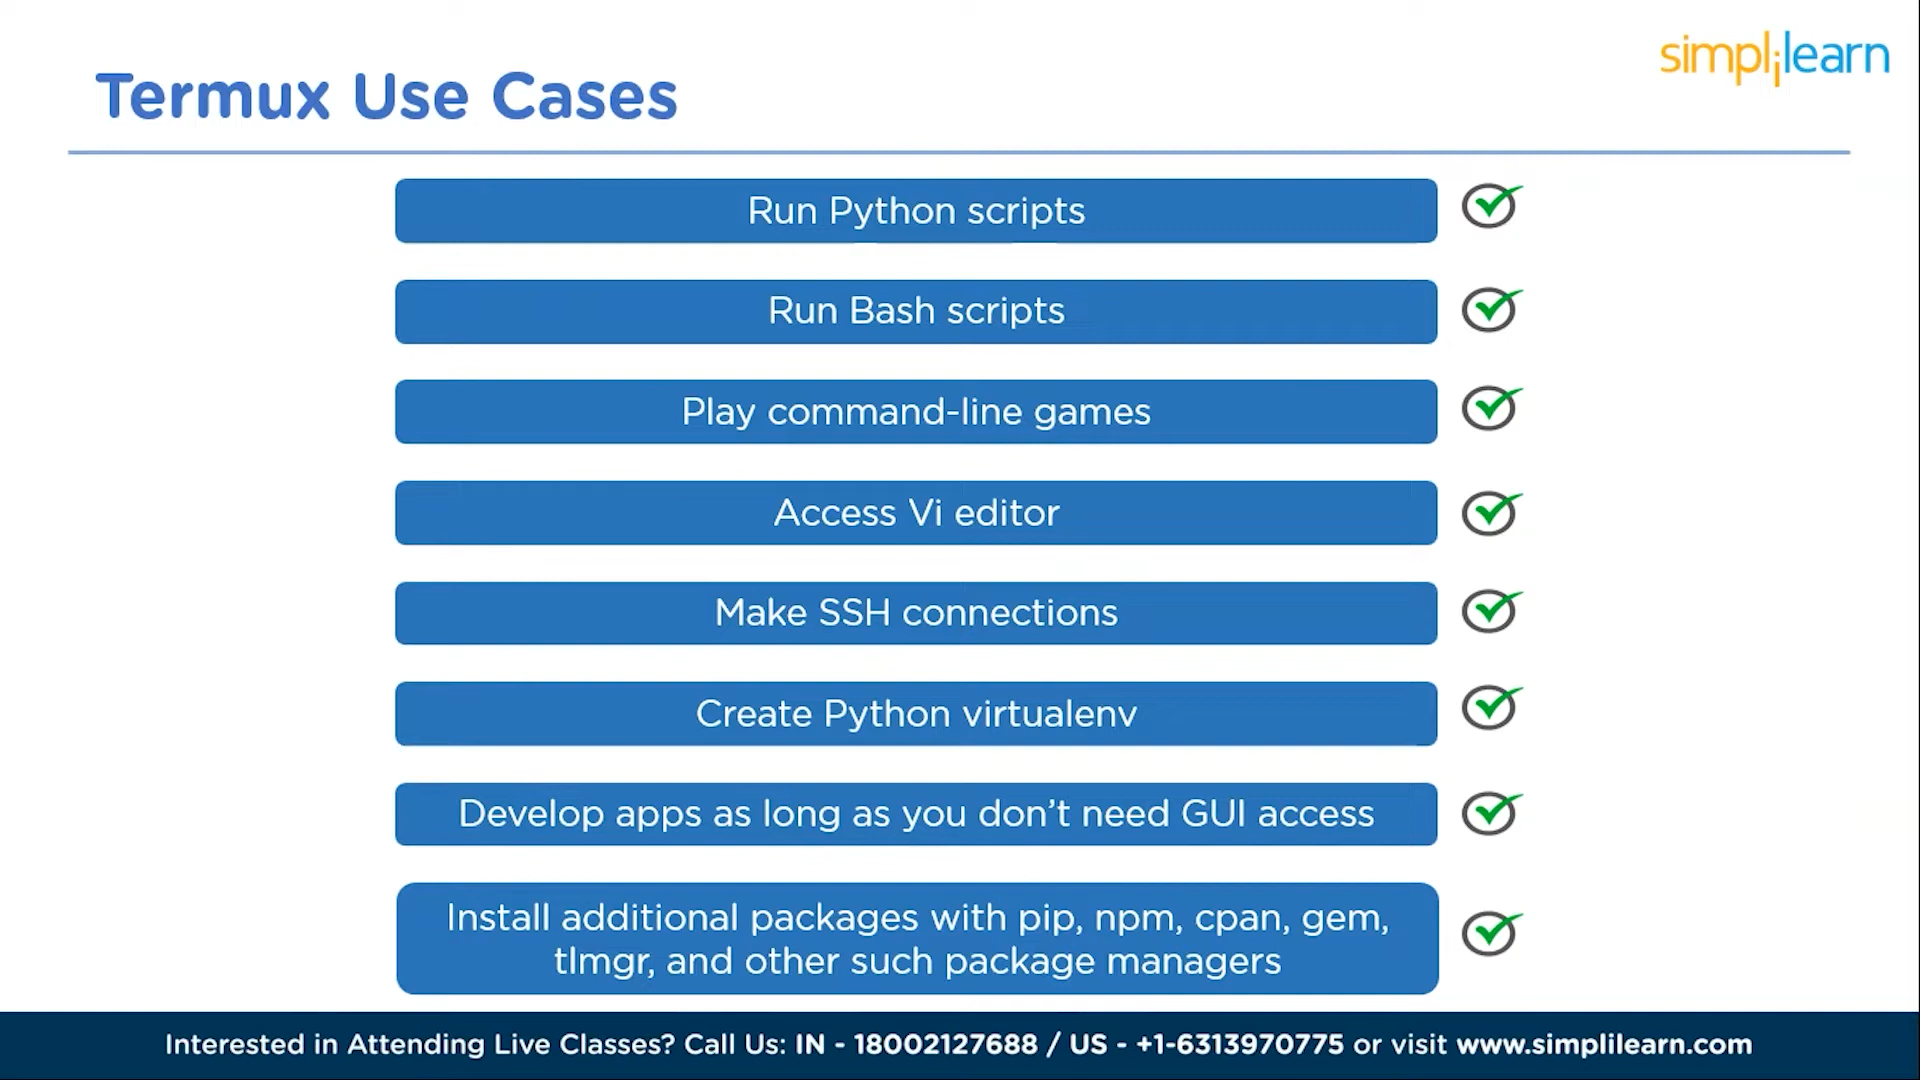 simplilearn
Termux Use Cases
Run Python scripts
Run Bash scripts
Play command-line games
Access Vi editor
Make SSH connections
Create Python virtualenv
Develop apps as long as you don't need GUI access
Install additional packages with pip, npm, cpan, gem,
tlmgr, and other such package managers
Interested in Attending Live Classes? Call Us: IN - 18002127688 / US - +1-6313970775 or visit www.simplilearn.com